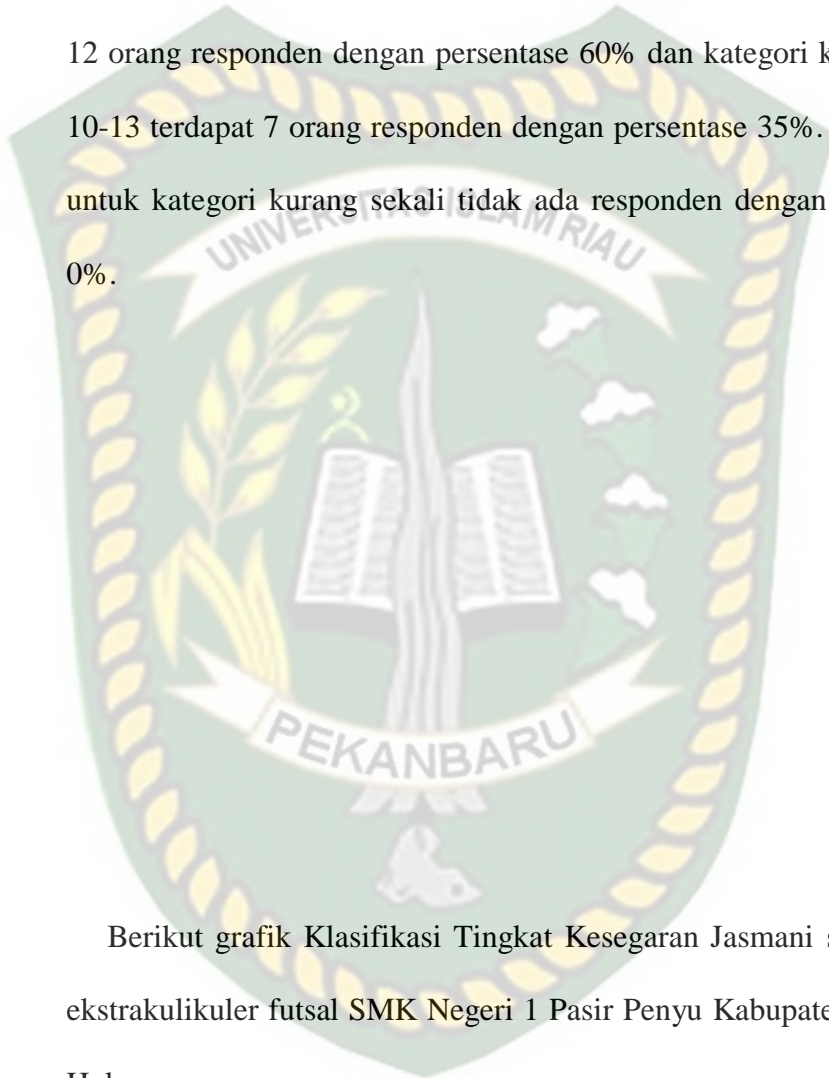 12 orang responden dengan persentase 60% dan kategori k
10-13 terdapat 7 orang responden dengan persentase 35%.
untuk kategori kurang sekali tidak ada responden dengan
UNIVERSITAS ISLAM RIAU
0%.
PEKANBARU
Berikut grafik Klasifikasi Tingkat Kesegaran Jasmani s
ekstrakulikuler futsal SMK Negeri 1 Pasir Penyu Kabupate